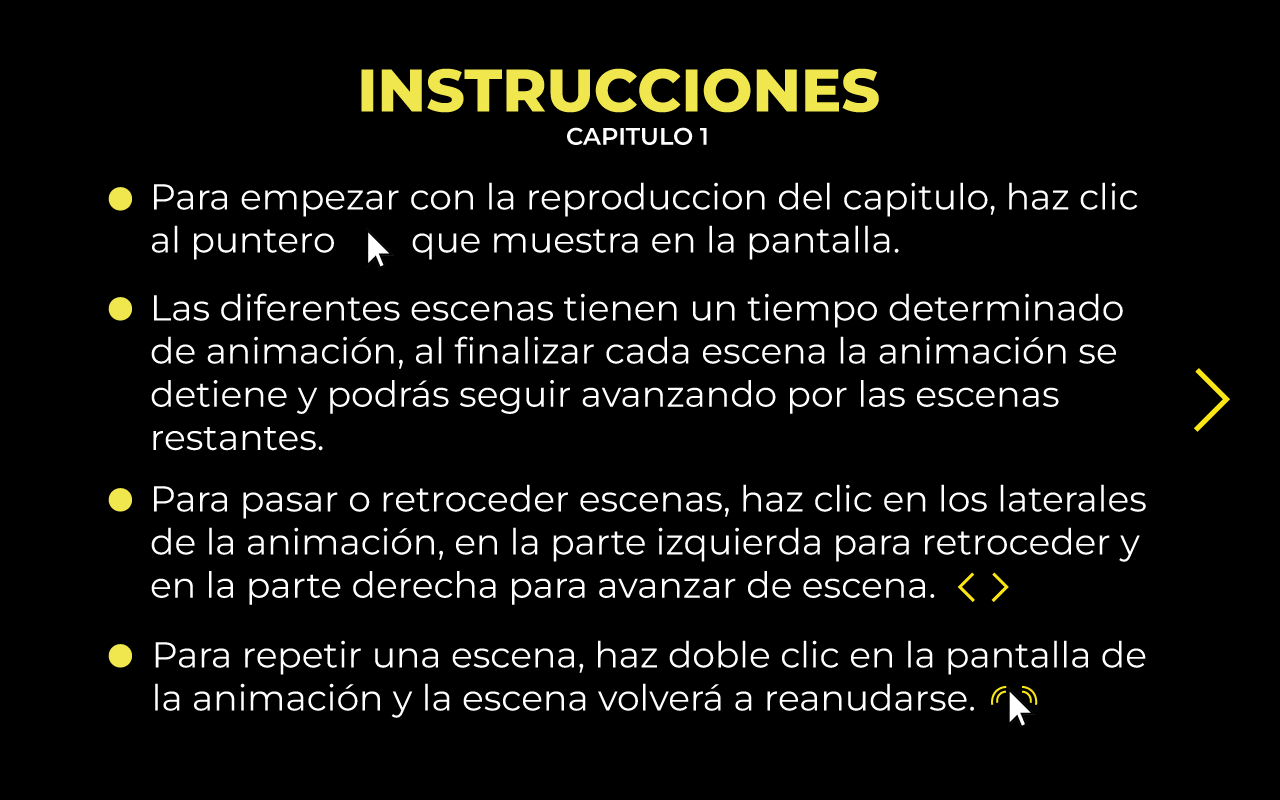 INSTRUCCIONES
CAPITULO 1
Para empezar con la reproduccion del capitulo, haz clic
al puntero que muestra en la pantalla.
Las diferentes escenas tienen un tiempo determinado
de animación, al finalizar cada escena la animación se
detiene y podrás seguir avanzando por las escenas
restantes.
Para pasar o retroceder escenas, haz clic en los laterales
de la animación, en la parte izquierda para retroceder y
en la parte derecha para avanzar de escena.
Para repetir una escena, haz doble clic en la pantalla de
la animación y la escena volverá a reanudarse.